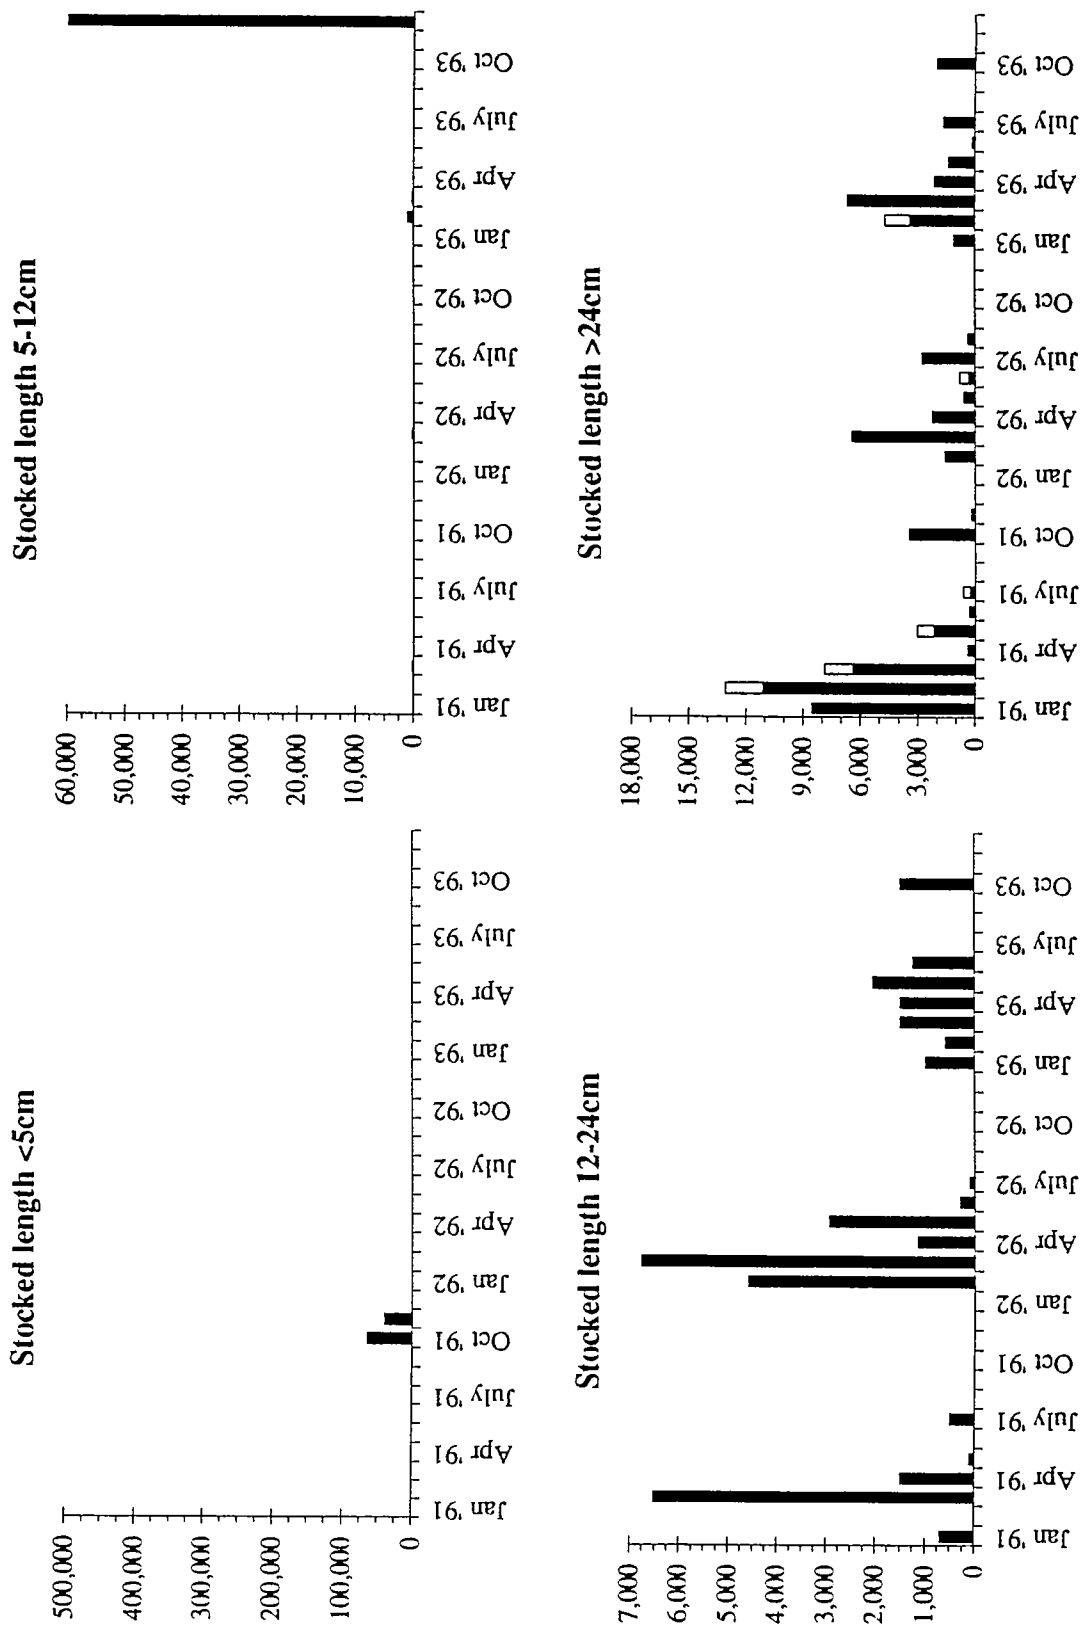 Stocked length <5cm
500,000
400,000
300,000
200,000
100,000
0
Jan '91
Apr '91
July '91
Oct '91
Jan '92
Apr '92
July '92
Oct '92
Jan '93
Apr '93
July '93
Oct '93
Stocked length 5-12cm
60,000
50,000
40,000
30,000
20,000
10,000
0
Jan '91
Apr '91
July '91
Oct '91
Jan '92
Apr '92
July '92
Oct '92
Jan '93
Apr '93
July '93
Oct '93
Stocked length 12-24cm
7,000
6,000
5,000
4,000
3,000
2,000
1,000
0
Jan '91
Apr '91
July '91
Oct '91
Jan '92
Apr '92
July '92
Oct '92
Jan '93
Apr '93
July '93
Oct '93
Stocked length >24cm
18,000
15,000
12,000
9,000
6,000
3,000
0
Jan '91
Apr '91
July '91
Oct '91
Jan '92
Apr '92
July '92
Oct '92
Jan '93
Apr '93
July '93
Oct '93